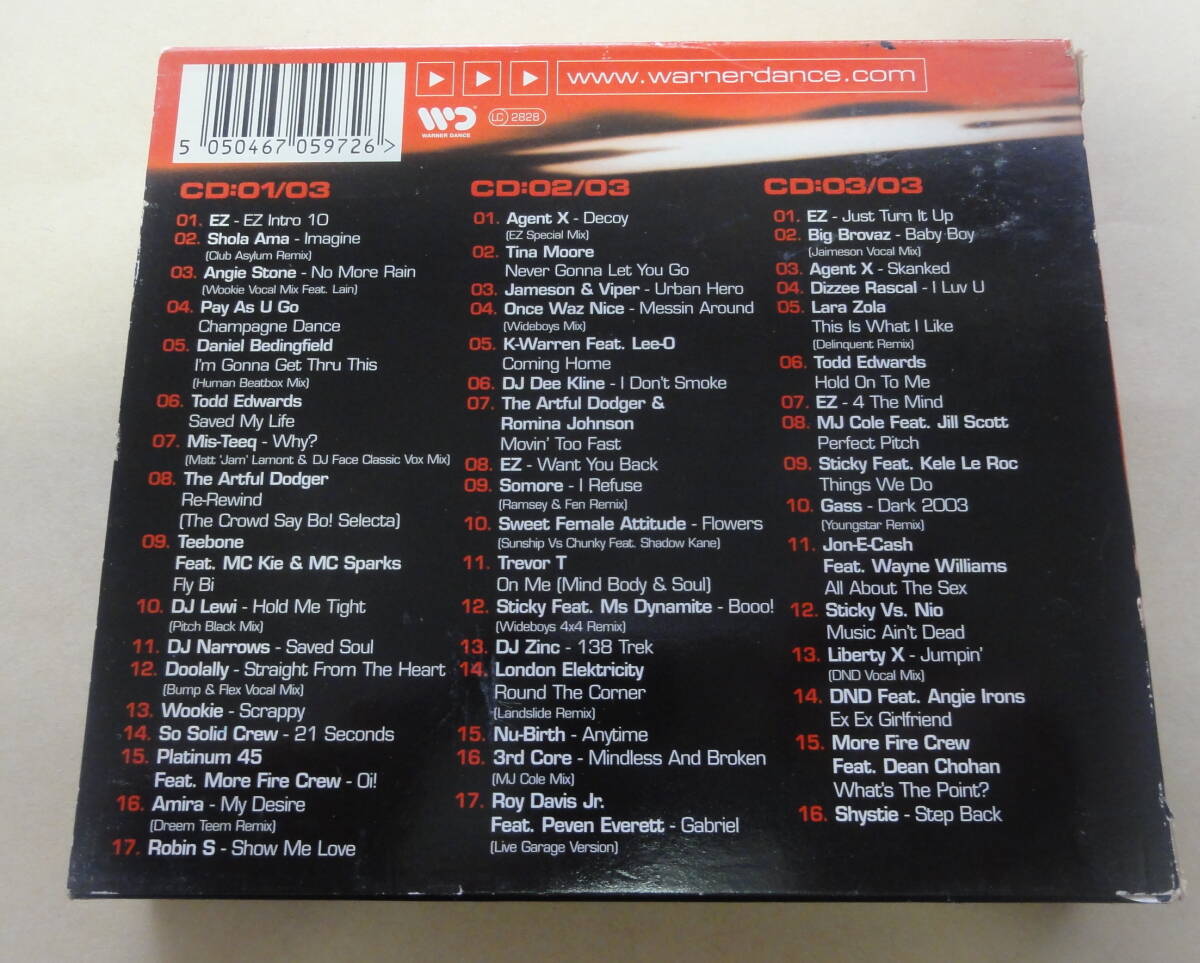 www.warnerdance.com
WARNER DANCE
LC 2828
5 050467 059726 >
CD:01/03
01. EZ - EZ Intro 10
02. Shola Ama - Imagine
(Club Asylum Remix)
03. Angie Stone - No More Rain
(Wookie Vocal Mix Feat. Lain)
04. Pay As U Go
Champagne Dance
05. Daniel Bedingfield
I'm Gonna Get Thru This
(Human Beatbox Mix)
06. Todd Edwards
Saved My Life
07. Mis-Teeq - Why?
(Matt 'Jam' Lamont & DJ Face Classic Vox Mix)
08. The Artful Dodger
Re-Rewind
(The Crowd Say Bo! Selecta)
09. Teebone
Feat. MC Kie & MC Sparks
Fly Bi
10. DJ Lewi - Hold Me Tight
(Pitch Black Mix)
11. DJ Narrows - Saved Soul
12. Doolally - Straight From The Heart
(Bump & Flex Vocal Mix)
13. Wookie - Scrappy
14. So Solid Crew - 21 Seconds
15. Platinum 45
Feat. More Fire Crew - Oi!
16. Amira - My Desire
(Dreem Teem Remix)
17. Robin S - Show Me Love
CD:02/03
01. Agent X - Decoy
(EZ Special Mix)
02. Tina Moore
Never Gonna Let You Go
03. Jameson & Viper - Urban Hero
04. Once Waz Nice - Messin Around
(Wideboys Mix)
05. K-Warren Feat. Lee-O
Coming Home
06. DJ Dee Kline - I Don't Smoke
07. The Artful Dodger &
Romina Johnson
Movin' Too Fast
08. EZ - Want You Back
09. Somore - I Refuse
(Ramsey & Fen Remix)
10. Sweet Female Attitude - Flowers
(Sunship Vs Chunky Feat. Shadow Kane)
11. Trevor T
On Me (Mind Body & Soul)
12. Sticky Feat. Ms Dynamite - Booo!
(Wideboys 4x4 Remix)
13. DJ Zinc - 138 Trek
14. London Elektricity
Round The Corner
(Landslide Remix)
15. Nu-Birth - Anytime
16. 3rd Core - Mindless And Broken
(MJ Cole Mix)
17. Roy Davis Jr.
Feat. Peven Everett - Gabriel
(Live Garage Version)
CD:03/03
01. EZ - Just Turn It Up
02. Big Brovaz - Baby Boy
(Jaimeson Vocal Mix)
03. Agent X - Skanked
04. Dizzee Rascal - I Luv U
05. Lara Zola
This Is What I Like
(Delinquent Remix)
06. Todd Edwards
Hold On To Me
07. EZ - 4 The Mind
08. MJ Cole Feat. Jill Scott
Perfect Pitch
09. Sticky Feat. Kele Le Roc
Things We Do
10. Gass - Dark 2003
(Youngstar Remix)
11. Jon-E-Cash
Feat. Wayne Williams
All About The Sex
12. Sticky Vs. Nio
Music Ain't Dead
13. Liberty X - Jumpin'
(DND Vocal Mix)
14. DND Feat. Angie Irons
Ex Ex Girlfriend
15. More Fire Crew
Feat. Dean Chohan
What's The Point?
16. Shystie - Step Back